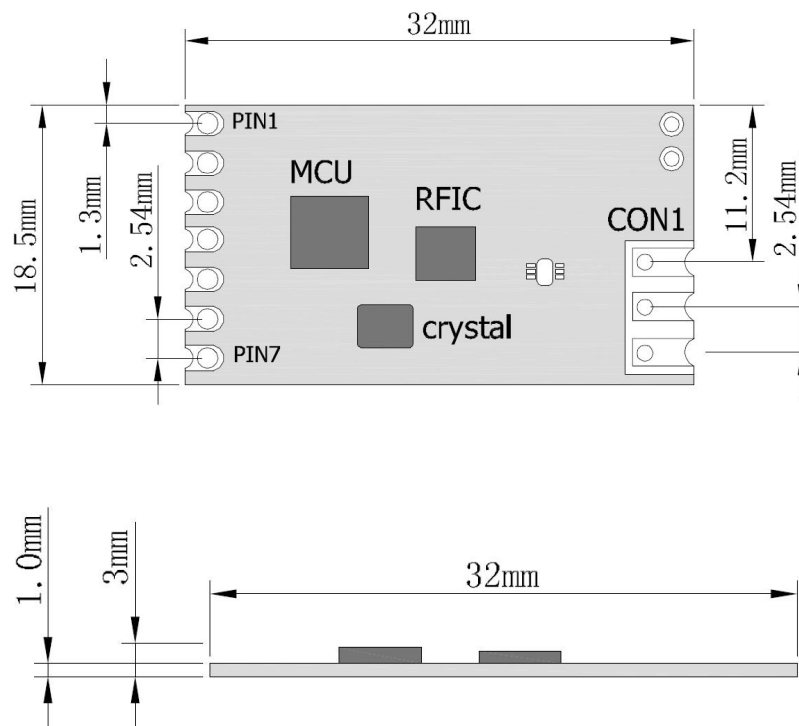 32mm
PIN1
MCU
RFIC
CON1
crystal
PIN7
18.5mm
1.3mm
2.54mm
11.2mm
2.54mm
1.0mm
3mm
32mm